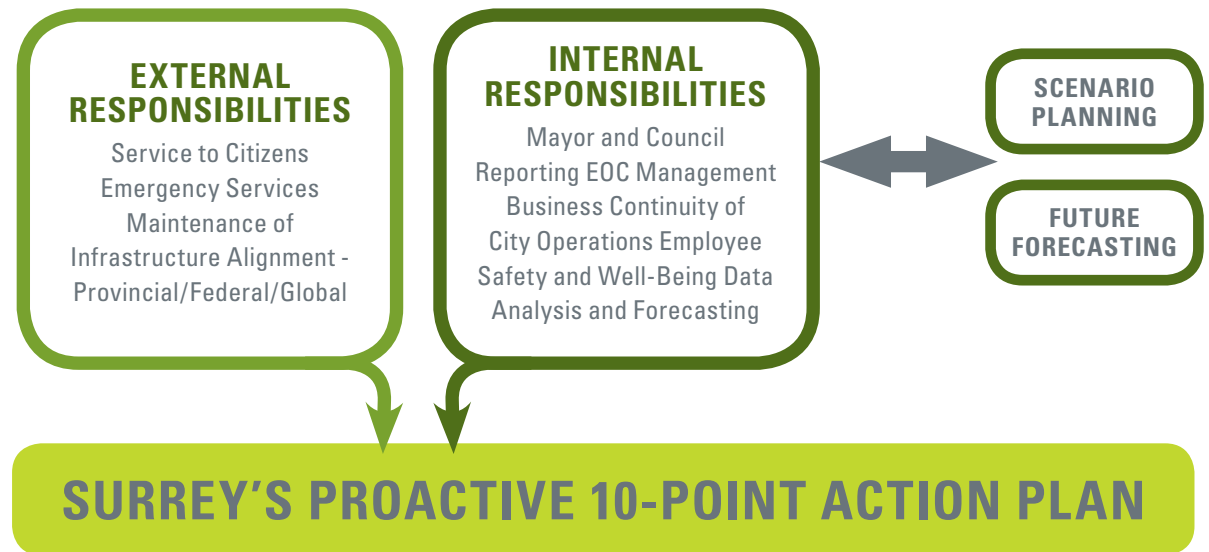 EXTERNAL
RESPONSIBILITIES
Service to Citizens
Emergency Services
Maintenance of
Infrastructure Alignment -
Provincial/Federal/Global
INTERNAL
RESPONSIBILITIES
Mayor and Council
Reporting EOC Management
Business Continuity of
City Operations Employee
Safety and Well-Being Data
Analysis and Forecasting
SCENARIO
PLANNING
FUTURE
FORECASTING
SURREY'S PROACTIVE 10-POINT ACTION PLAN